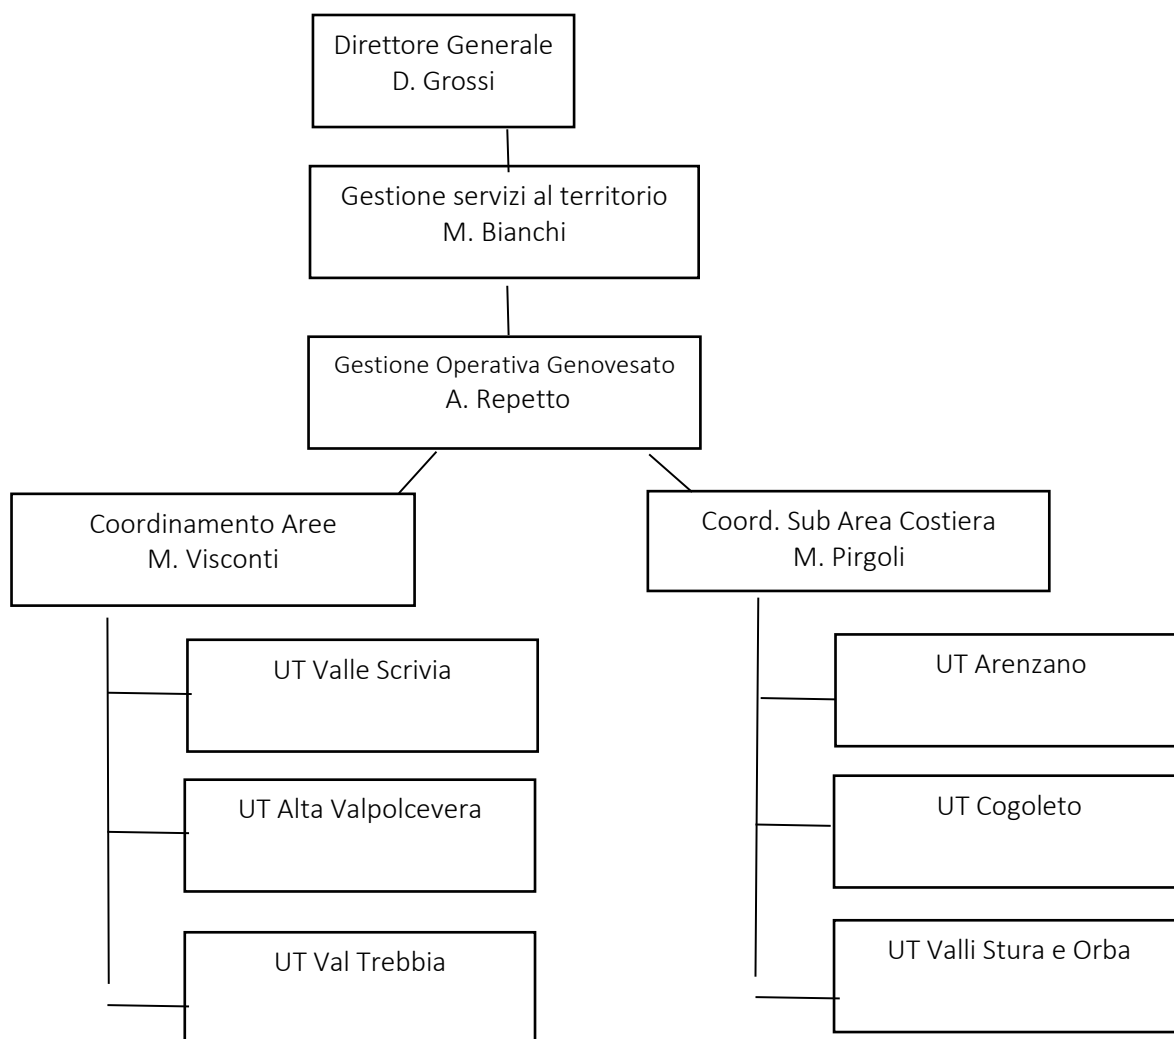 Direttore Generale
D. Grossi
Gestione servizi al territorio
M. Bianchi
Gestione Operativa Genovesato
A. Repetto
Coordinamento Aree
M. Visconti
Coord. Sub Area Costiera
M. Pirgoli
UT Valle Scrivia
UT Alta Valpolcevera
UT Val Trebbia
UT Arenzano
UT Cogoleto
UT Valli Stura e Orba